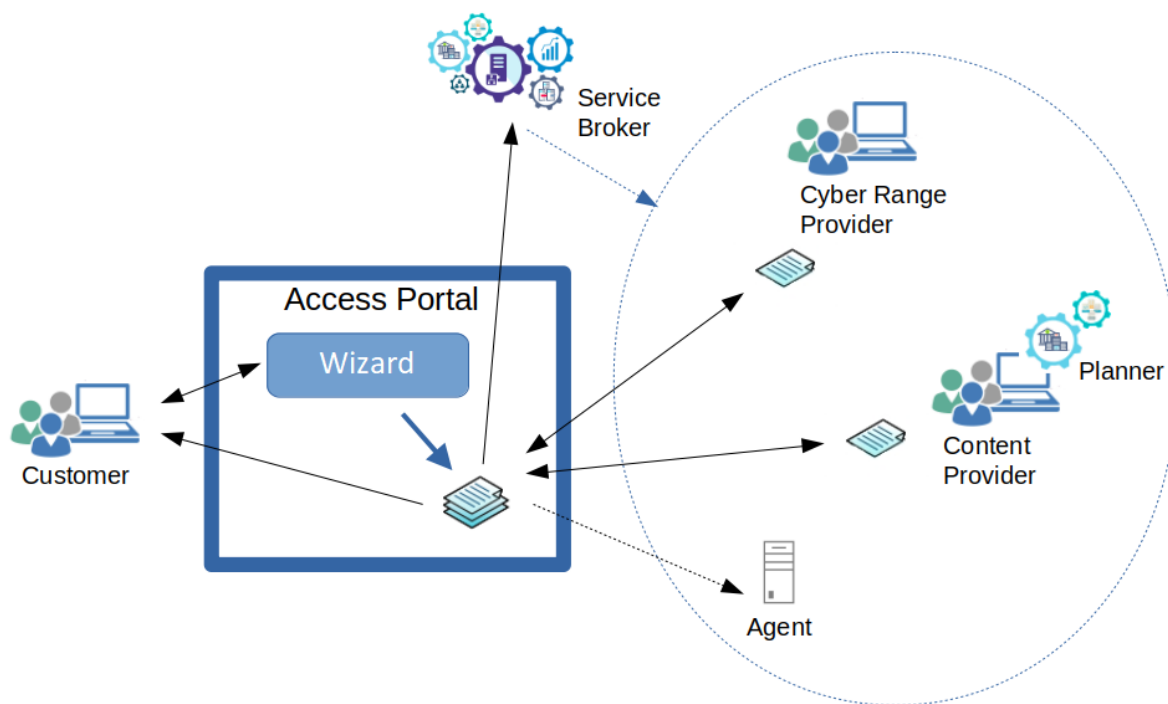 Service
Broker
Cyber Range
Provider
Access Portal
Wizard
Planner
Customer
Content
Provider
Agent